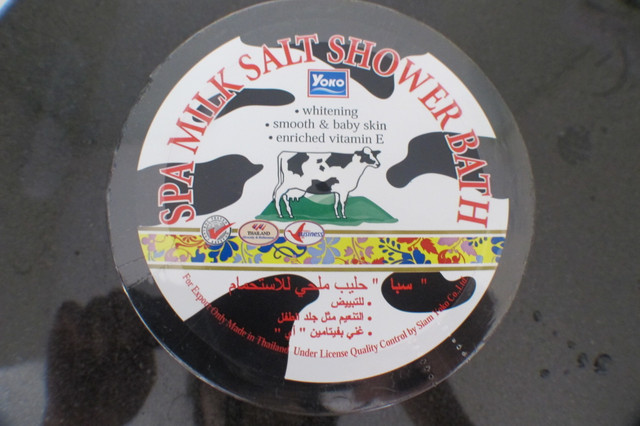 SPA MILK SALT SHOWER BATH
YOKO
• whitening
• smooth & baby skin
• enriched vitamin E
THAILAND
" سبا " حليب ملحي للاستحمام
• للتبييض
• التنعيم مثل جلد الطفل
• غني بفيتامين " أي "
For Export Only Made in Thailand Under License Quality Control by Siam Yoko Co.,Ltd.